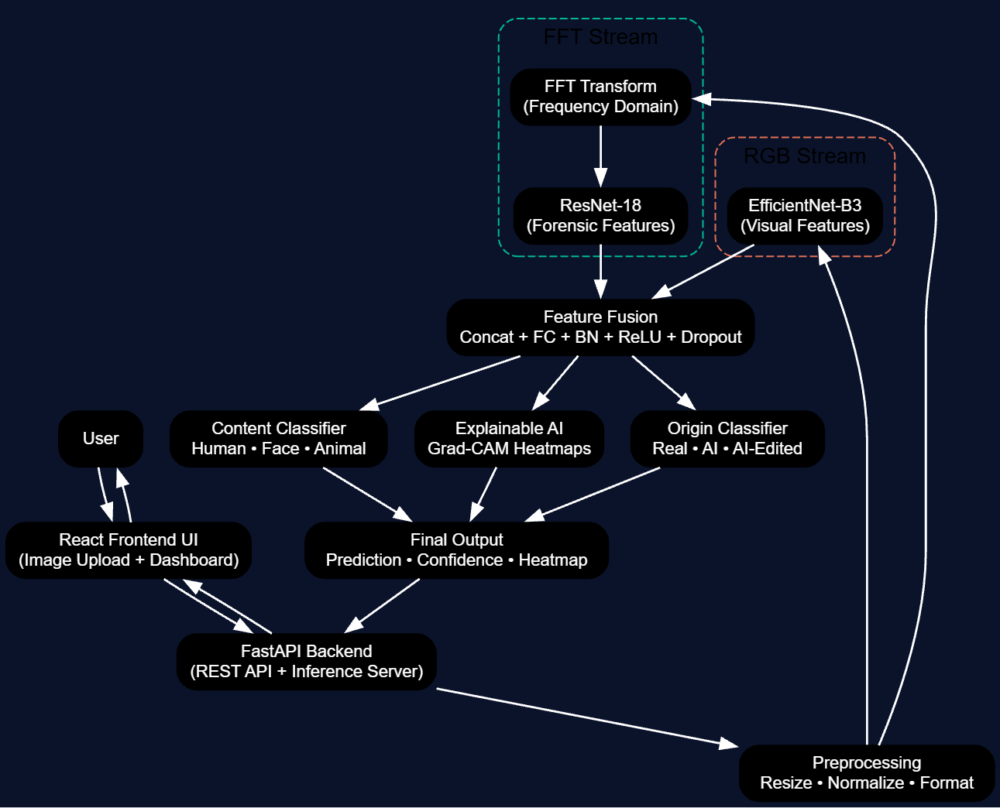 FFT Stream
FFT Transform
(Frequency Domain)
RGB Stream
ResNet-18
(Forensic Features)
EfficientNet-B3
(Visual Features)
Feature Fusion
Concat + FC + BN + ReLU + Dropout
User
Content Classifier
Human • Face • Animal
Explainable AI
Grad-CAM Heatmaps
Origin Classifier
Real • AI • AI-Edited
React Frontend UI
(Image Upload + Dashboard)
Final Output
Prediction • Confidence • Heatmap
FastAPI Backend
(REST API + Inference Server)
Preprocessing
Resize • Normalize • Format